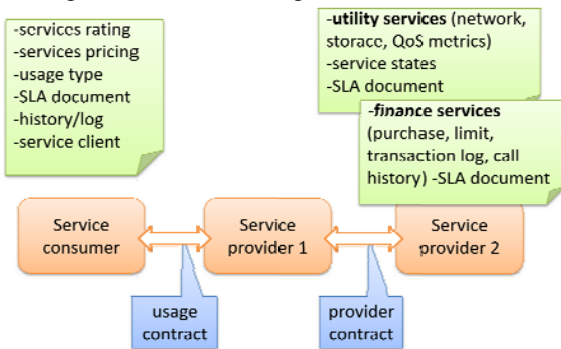 -services rating
-services pricing
-usage type
-SLA document
-history/log
-service client
-utility services (network,
storage, QoS metrics)
-service states
-SLA document
-finance services
(purchase, limit,
transaction log, call
history) -SLA document
Service
consumer
Service
provider 1
Service
provider 2
usage
contract
provider
contract